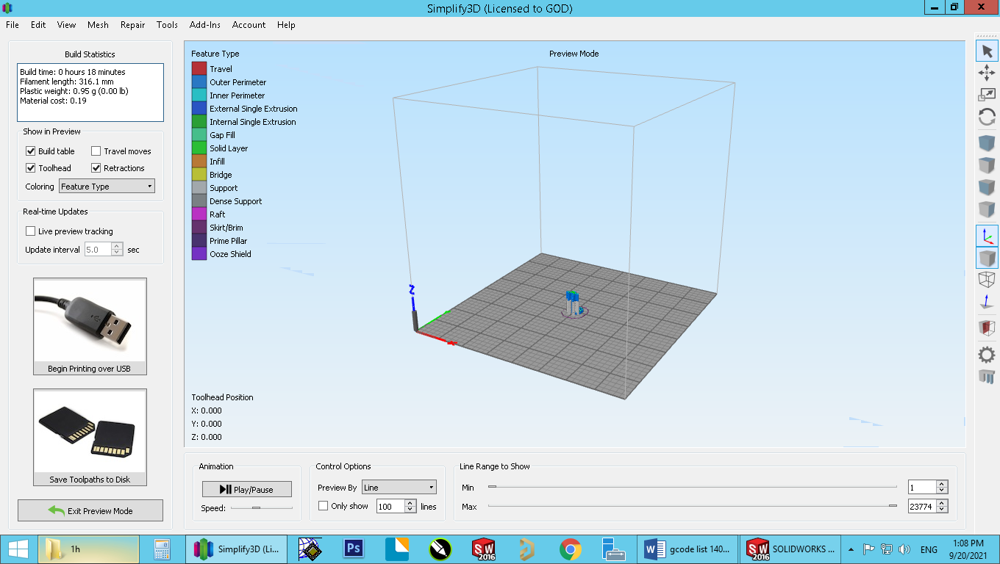 Simplify3D (Licensed to GOD)
File Edit View Mesh Repair Tools Add-Ins Account Help
Build Statistics
Build time: 0 hours 18 minutes
Filament length: 316.1 mm
Plastic weight: 0.95 g (0.00 lb)
Material cost: 0.19
Show in Preview
Build table
Travel moves
Toolhead
Retractions
Coloring Feature Type
Real-time Updates
Live preview tracking
Update interval 5.0 sec
Begin Printing over USB
Save Toolpaths to Disk
Exit Preview Mode
Feature Type
Travel
Outer Perimeter
Inner Perimeter
External Single Extrusion
Internal Single Extrusion
Gap Fill
Solid Layer
Infill
Bridge
Support
Dense Support
Raft
Skirt/Brim
Prime Pillar
Ooze Shield
Preview Mode
Z
Toolhead Position
X: 0.000
Y: 0.000
Z: 0.000
Animation
Play/Pause
Speed:
Control Options
Preview By Line
Only show 100 lines
Line Range to Show
Min 1
Max 23774
1h
Simplify3D (Li...
Ps
SW
2016
gcode list 140...
SW
2016
SOLIDWORKS ...
ENG
1:08 PM
9/20/2021